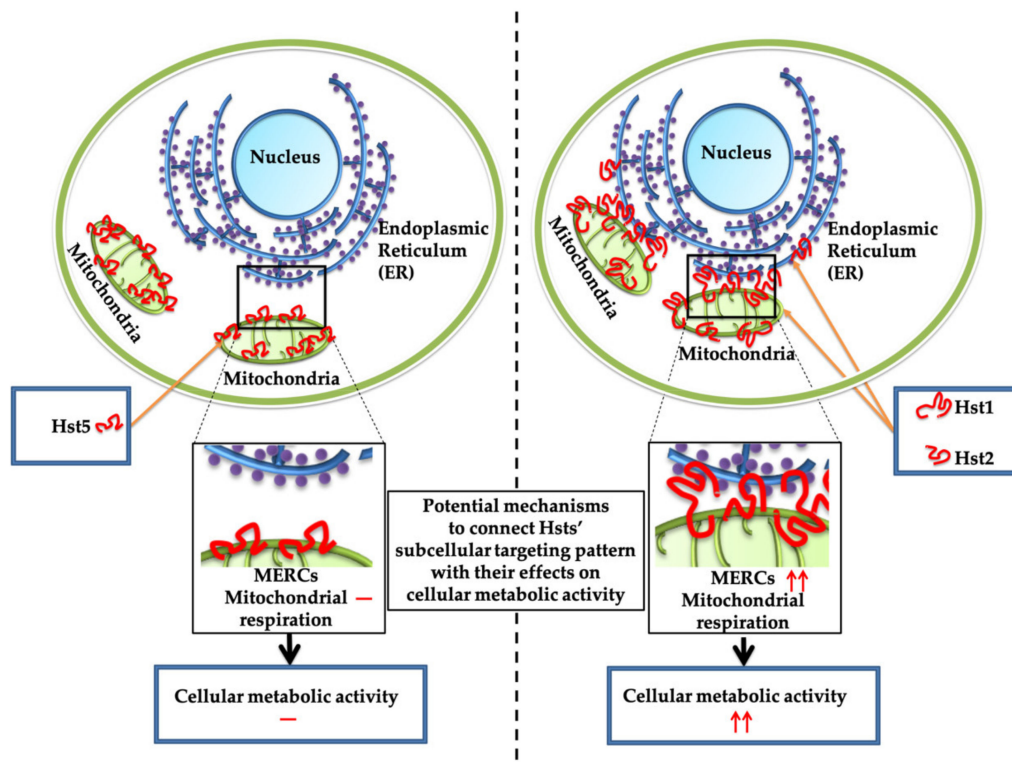 Nucleus
Endoplasmic
Reticulum
(ER)
Mitochondria
Mitochondria
Hst5
MERCs
Mitochondrial —
respiration
Cellular metabolic activity
—
Potential mechanisms
to connect Hsts'
subcellular targeting pattern
with their effects on
cellular metabolic activity
Nucleus
Endoplasmic
Reticulum
(ER)
Mitochondria
Mitochondria
Hst1
Hst2
MERCs ↑↑
Mitochondrial
respiration
Cellular metabolic activity
↑↑